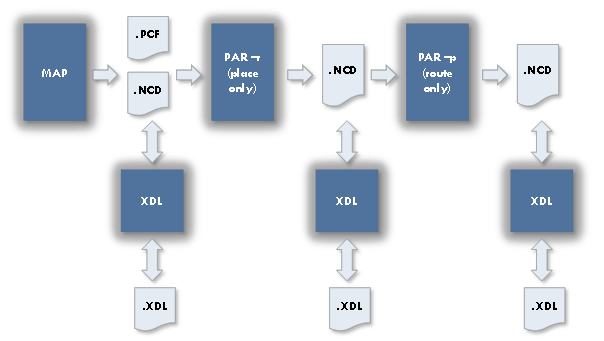 MAP
.PCF
.NCD
PAR -r
(place
only)
.NCD
PAR -p
(route
only)
.NCD
XDL
XDL
XDL
.XDL
.XDL
.XDL